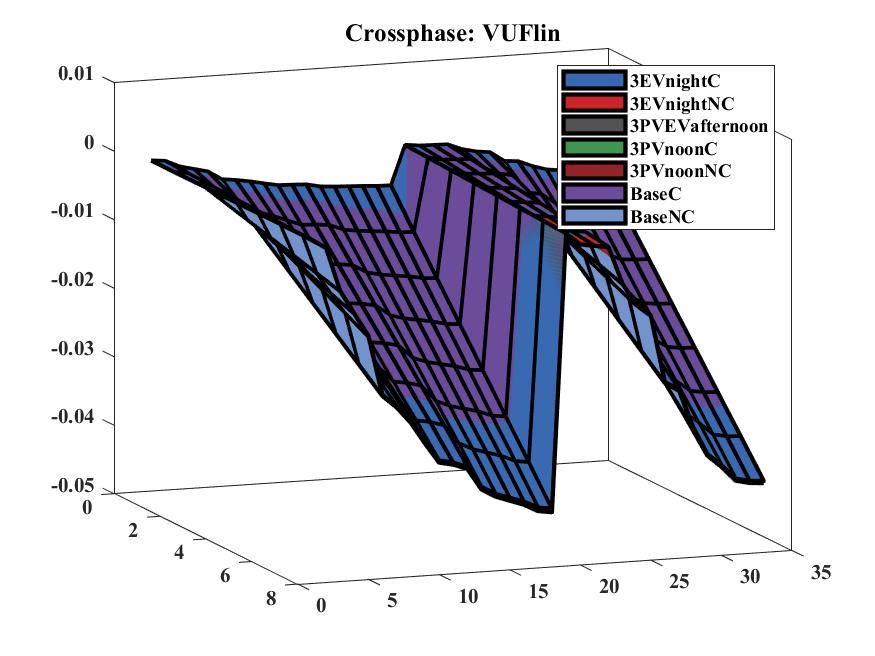 Crossphase: VUFlin
3EVnightC
3EVnightNC
3PVEVafternoon
3PVnoonC
3PVnoonNC
BaseC
BaseNC
0.01
0
-0.01
-0.02
-0.03
-0.04
-0.05
0
2
4
6
8
0
5
10
15
20
25
30
35